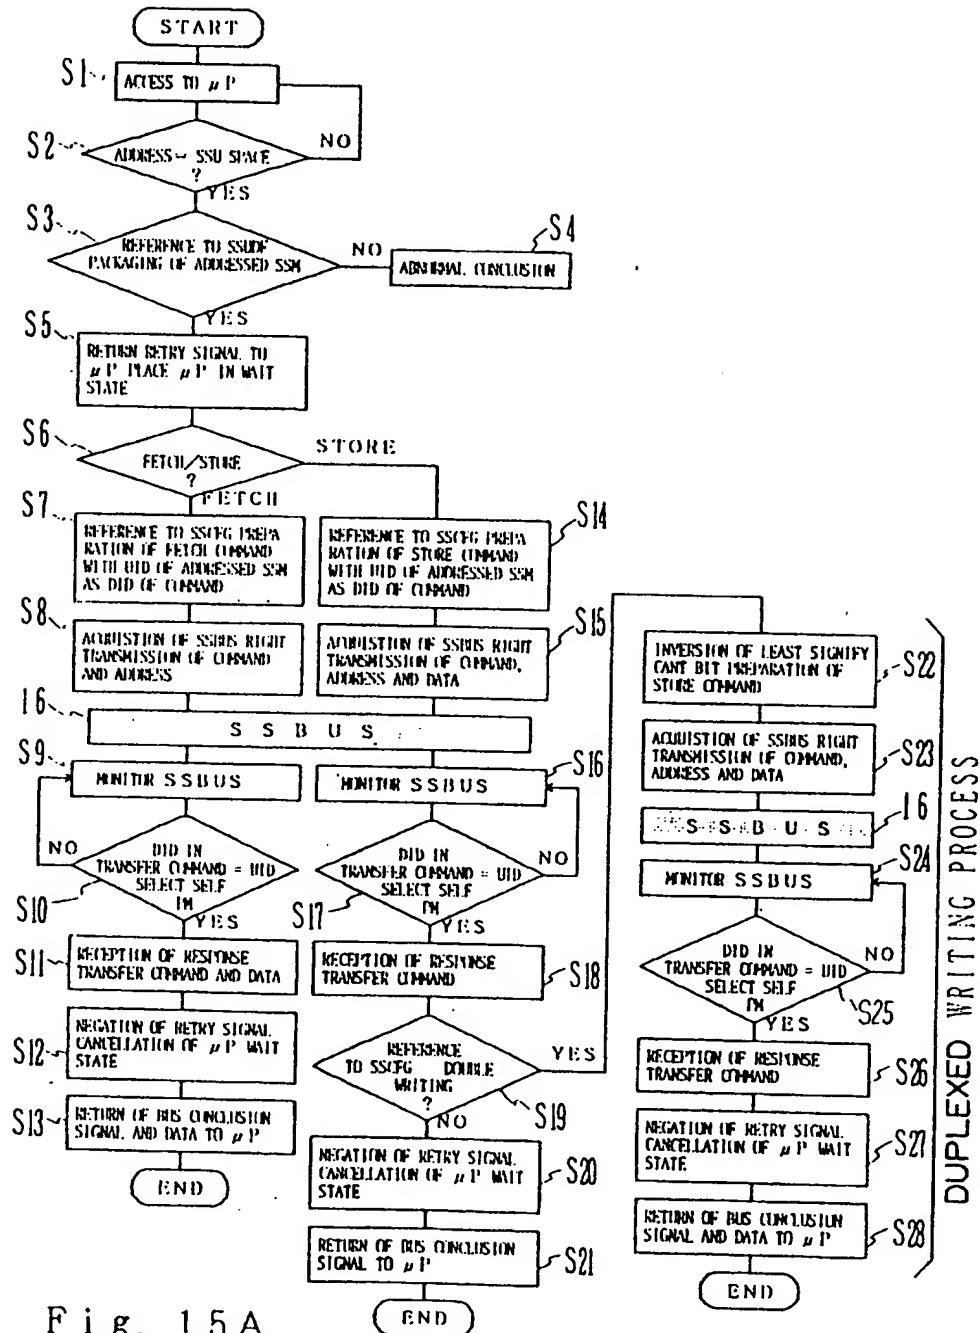 START
S1
ACCESS TO μP
S2
ADDRESS = SSU SPACE
?
NO
YES
S3
REFERENCE TO SSUDF
PACKAGING OF ADDRESSED SSM
NO
S4
ABNORMAL CONCLUSION
YES
S5
RETURN RETRY SIGNAL TO
μP PLACE μP IN WAIT
STATE
S6
FETCH/STORE
?
STORE
FETCH
S7
REFERENCE TO SSCFG PREPA
RATION OF FETCH COMMAND
WITH UID OF ADDRESSED SSM
AS DID OF COMMAND
S8
ACQUISTION OF SSBUS RIGHT
TRANSMISSION OF COMMAND
AND ADDRESS
S14
REFERENCE TO SSCFG PREPA
RATION OF STORE COMMAND
WITH UID OF ADDRESSED SSM
AS DID OF COMMAND
S15
ACQUISTION OF SSBUS RIGHT
TRANSMISSION OF COMMAND,
ADDRESS AND DATA
16
SSBUS
S9
MONITOR SSBUS
NO
DID IN
TRANSFER COMMAND = UID
SELECT SELF
PM
S10
YES
S11
RECEPTION OF RESPONSE
TRANSFER COMMAND AND DATA
S12
NEGATION OF RETRY SIGNAL
CANCELLATION OF μP WAIT
STATE
S13
RETURN OF BUS CONCLUSION
SIGNAL AND DATA TO μP
END
S16
MONITOR SSBUS
DID IN
TRANSFER COMMAND = UID
SELECT SELF
PM
NO
S17
YES
S18
RECEPTION OF RESPONSE
TRANSFER COMMAND
REFERENCE
TO SSCFG DOUBLE
WRITING
?
YES
S19
NO
S20
NEGATION OF RETRY SIGNAL
CANCELLATION OF μP WAIT
STATE
S21
RETURN OF BUS CONCLUSION
SIGNAL TO μP
END
S22
INVERSION OF LEAST SIGNIFY
CANT BIT PREPARATION OF
STORE COMMAND
S23
ACQUISTION OF SSBUS RIGHT
TRANSMISSION OF COMMAND,
ADDRESS AND DATA
16
SSBUS
S24
MONITOR SSBUS
DID IN
TRANSFER COMMAND = UID
SELECT SELF
PM
NO
S25
YES
S26
RECEPTION OF RESPONSE
TRANSFER COMMAND
S27
NEGATION OF RETRY SIGNAL
CANCELLATION OF μP WAIT
STATE
S28
RETURN OF BUS CONCLUSION
SIGNAL AND DATA TO μP
END
DUPLEXED WRITING PROCESS
Fig. 15A